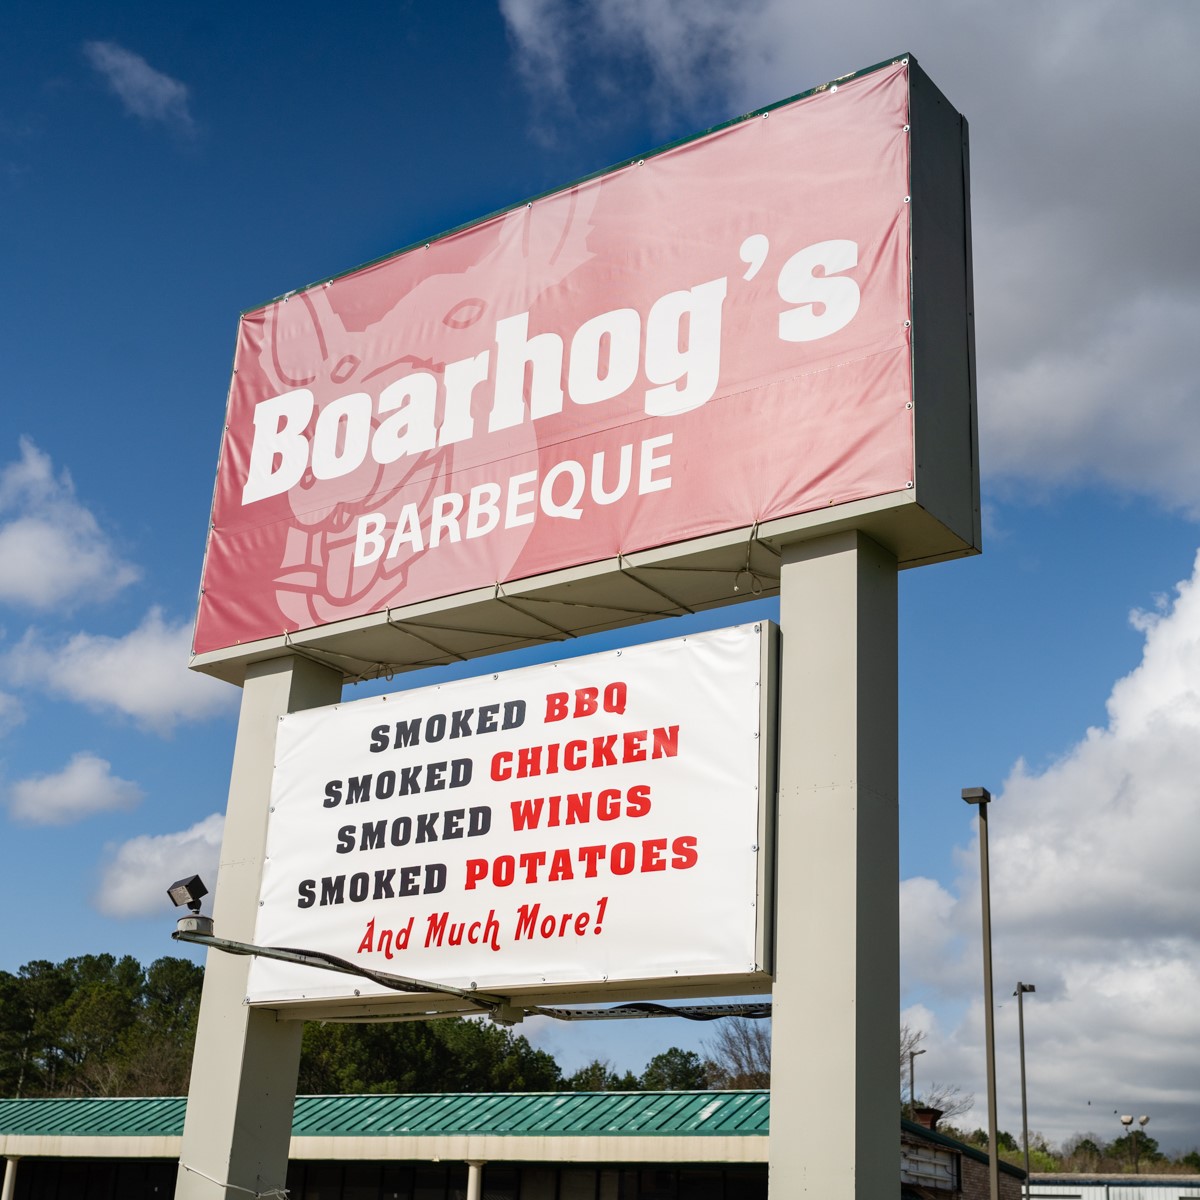 Boarhog's
BARBEQUE
SMOKED BBQ
SMOKED CHICKEN
SMOKED WINGS
SMOKED POTATOES
And Much More!